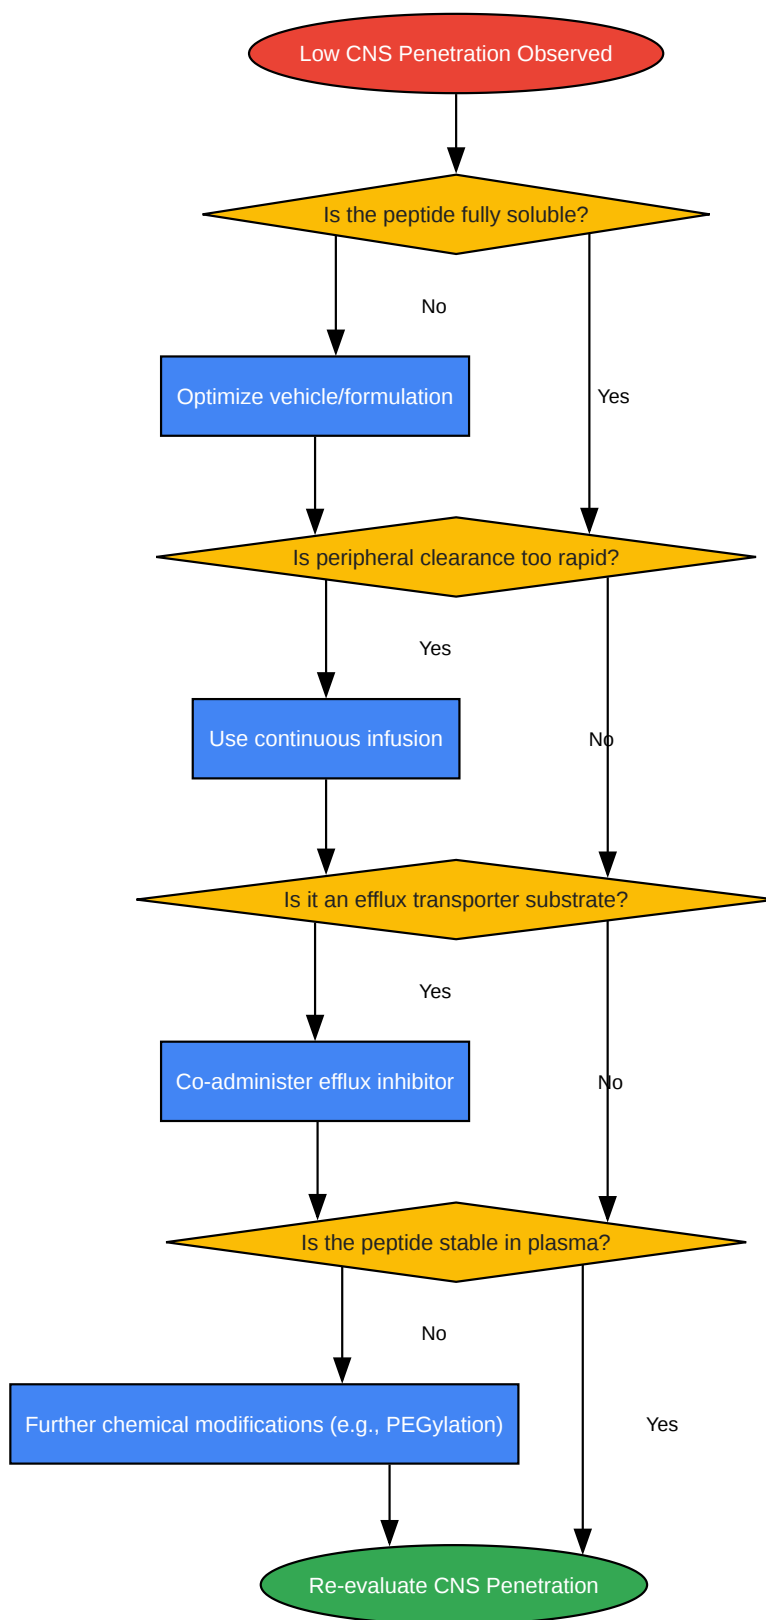 Low CNS Penetration Observed
Is the peptide fully soluble?
No
Optimize vehicle/formulation
Yes
Is peripheral clearance too rapid?
Yes
Use continuous infusion
No
Is it an efflux transporter substrate?
Yes
Co-administer efflux inhibitor
No
Is the peptide stable in plasma?
No
Further chemical modifications (e.g., PEGylation)
Yes
Re-evaluate CNS Penetration